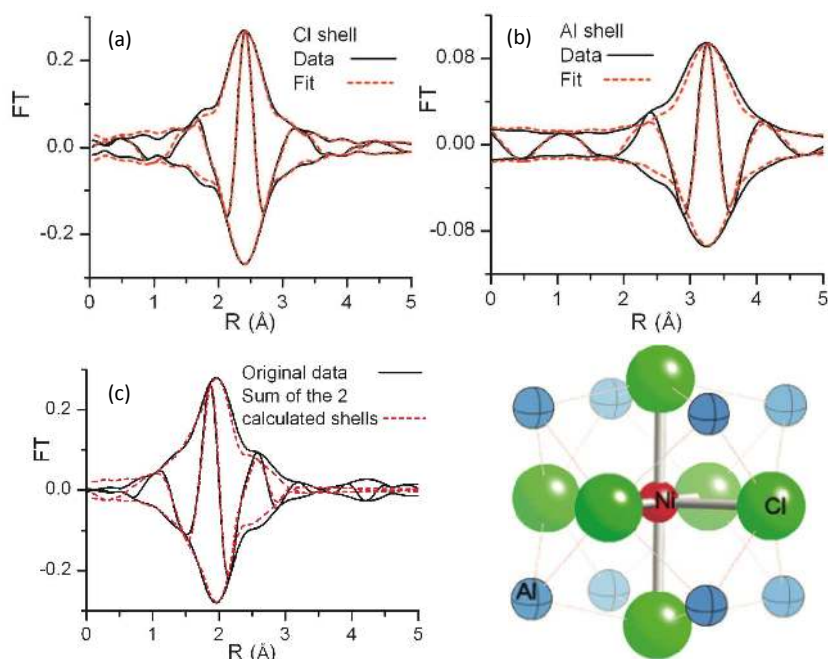 (a)
Cl shell
Data
Fit
FT
0.2
0.0
-0.2
0 1 2 3 4 5
R (Å)
(b)
Al shell
Data
Fit
FT
0.08
0.00
-0.08
0 1 2 3 4 5
R (Å)
(c)
Original data
Sum of the 2
calculated shells
FT
0.2
0.0
-0.2
0 1 2 3 4 5
R (Å)
Ni
Cl
Al